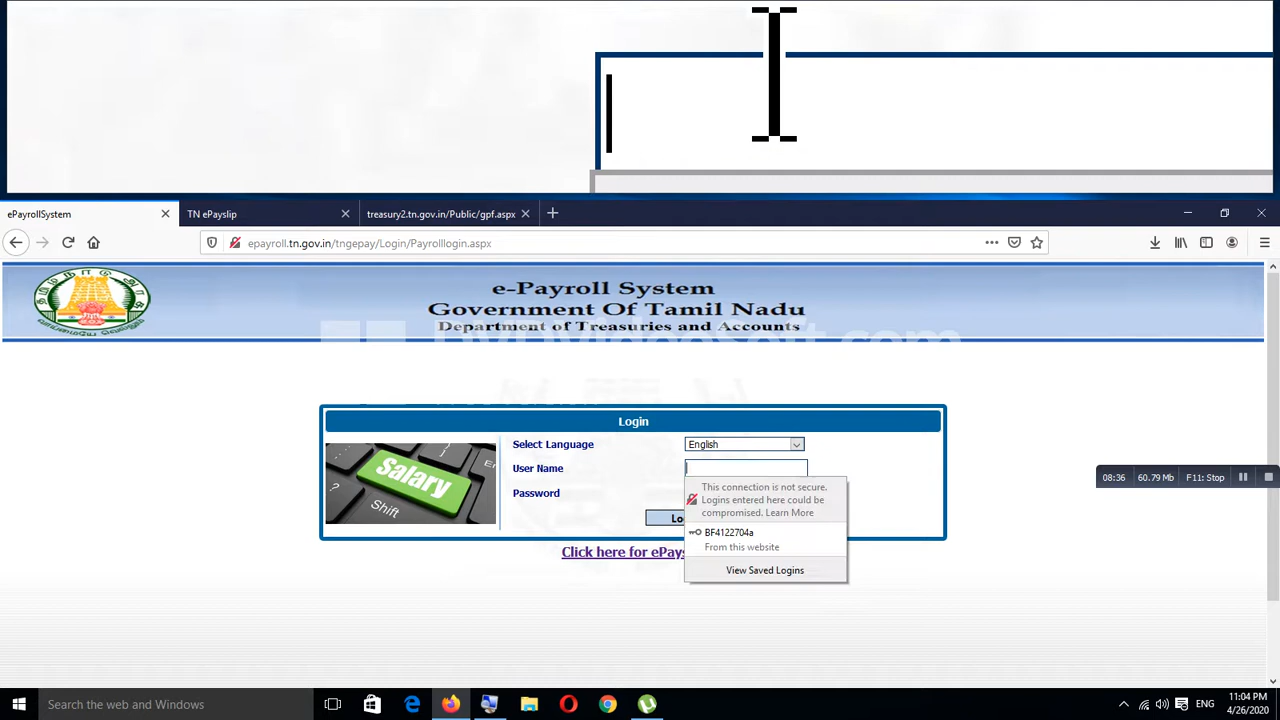 ePayrollSystem
TN ePayslip
treasury2.tn.gov.in/Public/gpf.aspx
epayroll.tn.gov.in/tngepay/Login/Payrolllogin.aspx
e-Payroll System
Government Of Tamil Nadu
Department of Treasuries and Accounts
Login
Select Language
English
User Name
Password
This connection is not secure.
Logins entered here could be
compromised. Learn More
BF4122704a
From this website
View Saved Logins
Lo
Click here for ePays
Salary
Shift
08:36
60.79 Mb
F11: Stop
Search the web and Windows
ENG
11:04 PM
4/26/2020